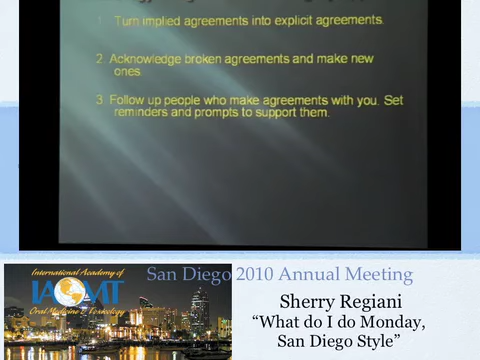 1. Turn implied agreements into explicit agreements.
2. Acknowledge broken agreements and make new
ones.
3. Follow up people who make agreements with you. Set
reminders and prompts to support them.
San Diego 2010 Annual Meeting
International Academy of
IAOMT
Oral Medicine & Toxicology
Sherry Regiani
“What do I do Monday,
San Diego Style”